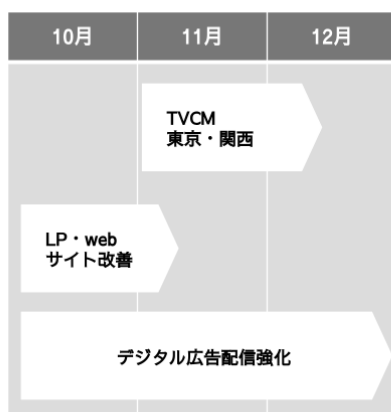 10月 11月 12月
TVCM
東京・関西
LP・web
サイト改善
デジタル広告配信強化